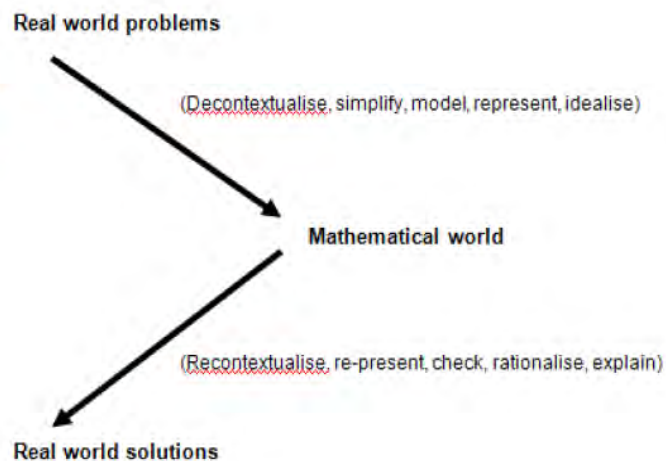 Real world problems
(Decontextualise, simplify, model, represent, idealise)
Mathematical world
(Recontextualise, re-present, check, rationalise, explain)
Real world solutions